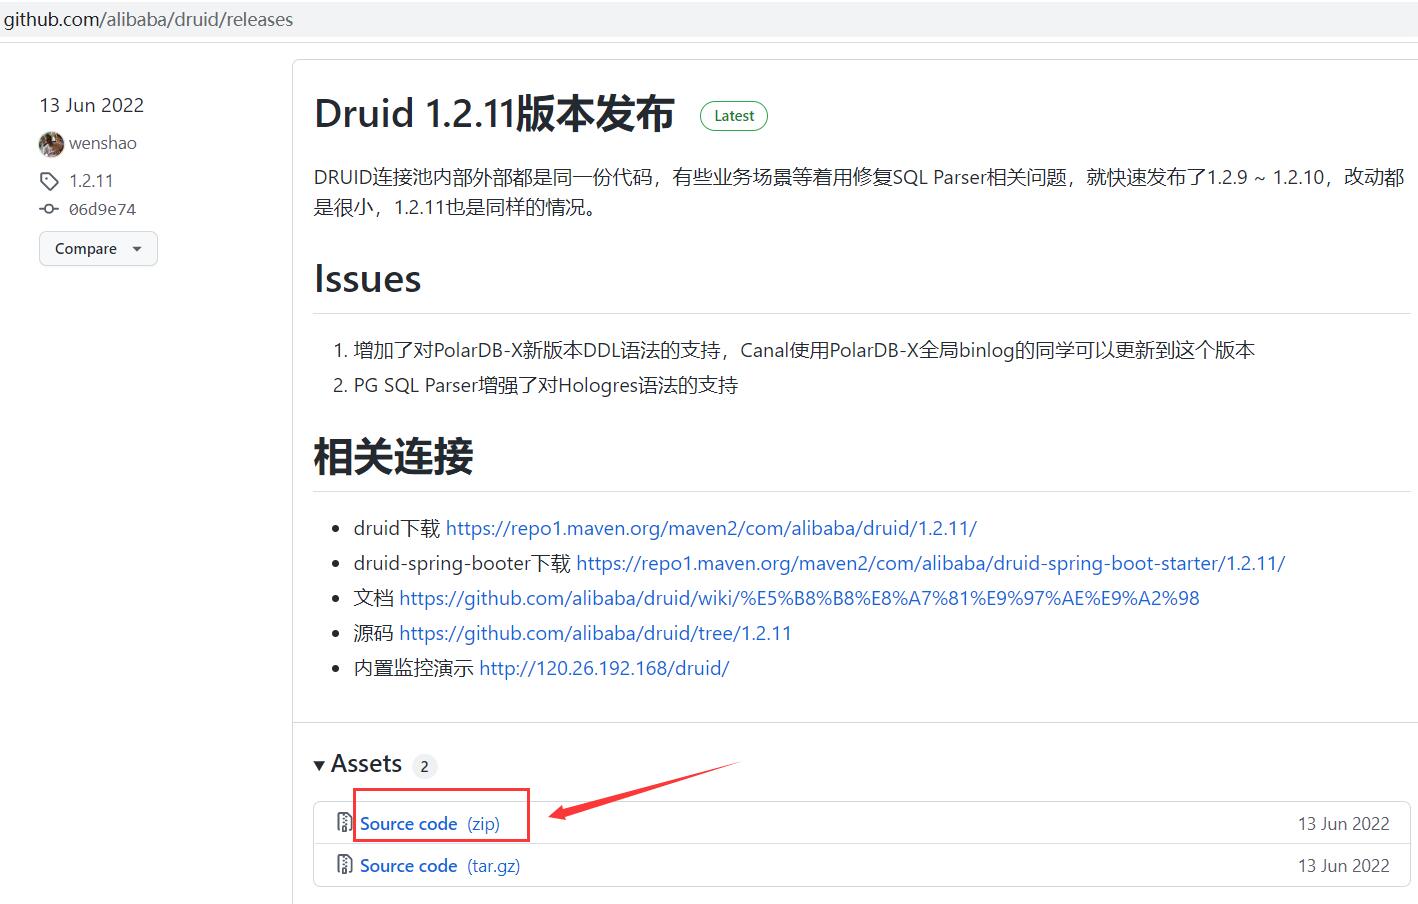 github.com/alibaba/druid/releases
13 Jun 2022
wenshao
1.2.11
06d9e74
Compare
Druid 1.2.11版本发布 Latest
DRUID连接池内部外部都是同一份代码，有些业务场景等着用修复SQL Parser相关问题，就快速发布了1.2.9 ~ 1.2.10，改动都
是很小，1.2.11也是同样的情况。
Issues
1. 增加了对PolarDB-X新版本DDL语法的支持，Canal使用PolarDB-X全局binlog的同学可以更新到这个版本
2. PG SQL Parser增强了对Hologres语法的支持
相关连接
druid下载 https://repo1.maven.org/maven2/com/alibaba/druid/1.2.11/
druid-spring-booter下载 https://repo1.maven.org/maven2/com/alibaba/druid-spring-boot-starter/1.2.11/
文档 https://github.com/alibaba/druid/wiki/%E5%B8%B8%E8%A7%81%E9%97%AE%E9%A2%98
源码 https://github.com/alibaba/druid/tree/1.2.11
内置监控演示 http://120.26.192.168/druid/
Assets 2
Source code (zip) 13 Jun 2022
Source code (tar.gz) 13 Jun 2022